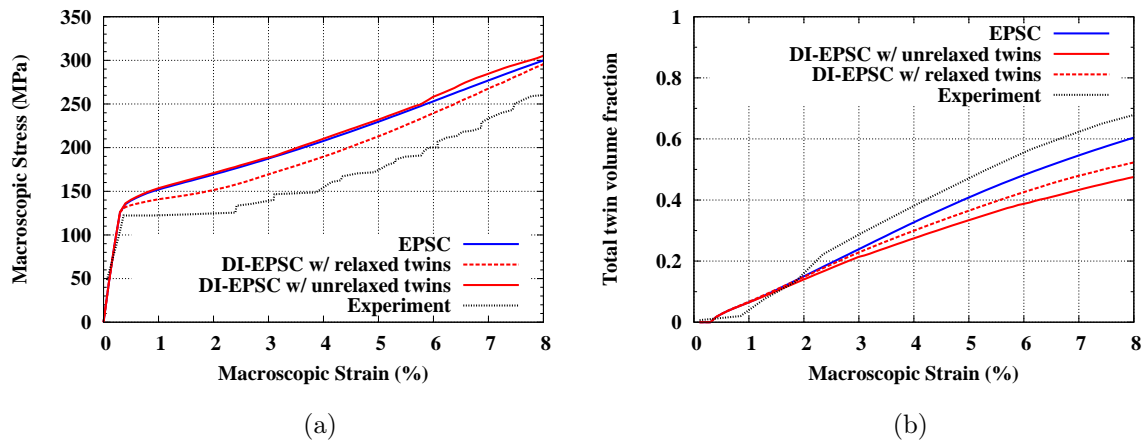 350
300
250
200
150
100
50
0
Macroscopic Stress (MPa)
EPSC
DI-EPSC w/ relaxed twins
DI-EPSC w/ unrelaxed twins
Experiment
0 1 2 3 4 5 6 7 8
Macroscopic Strain (%)
(a)
1
0.8
0.6
0.4
0.2
0
Total twin volume fraction
EPSC
DI-EPSC w/ unrelaxed twins
DI-EPSC w/ relaxed twins
Experiment
0 1 2 3 4 5 6 7 8
Macroscopic Strain (%)
(b)